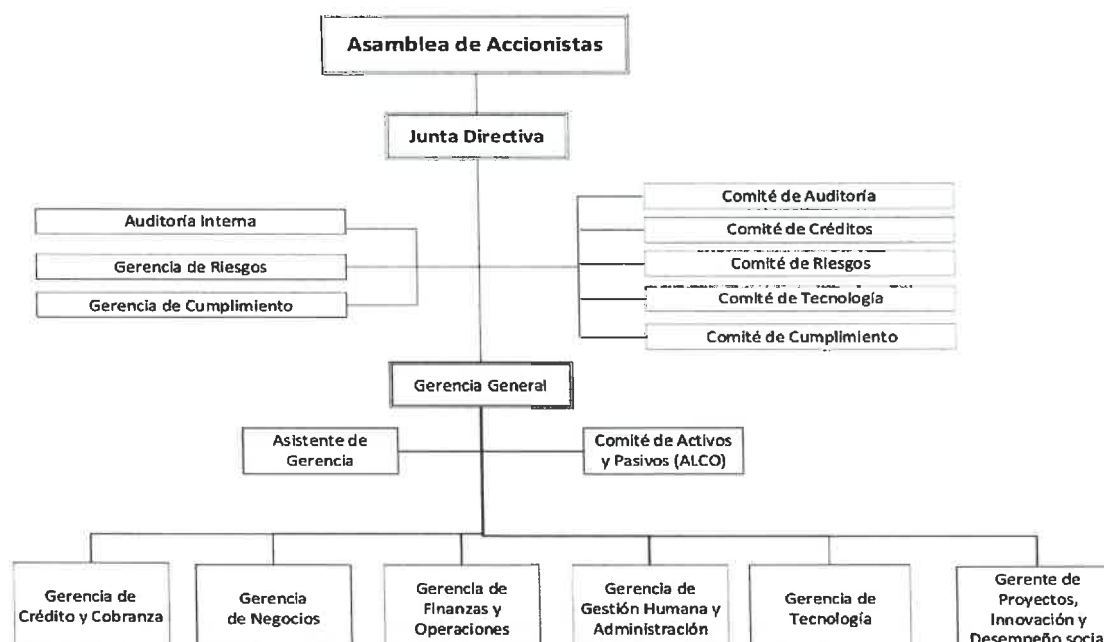 Asamblea de Accionistas
Junta Directiva
Auditoría Interna
Gerencia de Riesgos
Gerencia de Cumplimiento
Comité de Auditoría
Comité de Créditos
Comité de Riesgos
Comité de Tecnología
Comité de Cumplimiento
Gerencia General
Asistente de
Gerencia
Comité de Activos
y Pasivos (ALCO)
Gerencia de
Crédito y Cobranza
Gerencia
de Negocios
Gerencia de
Finanzas y
Operaciones
Gerencia de
Gestión Humana y
Administración
Gerencia de
Tecnología
Gerente de
Proyectos,
Innovación y
Desempeño social